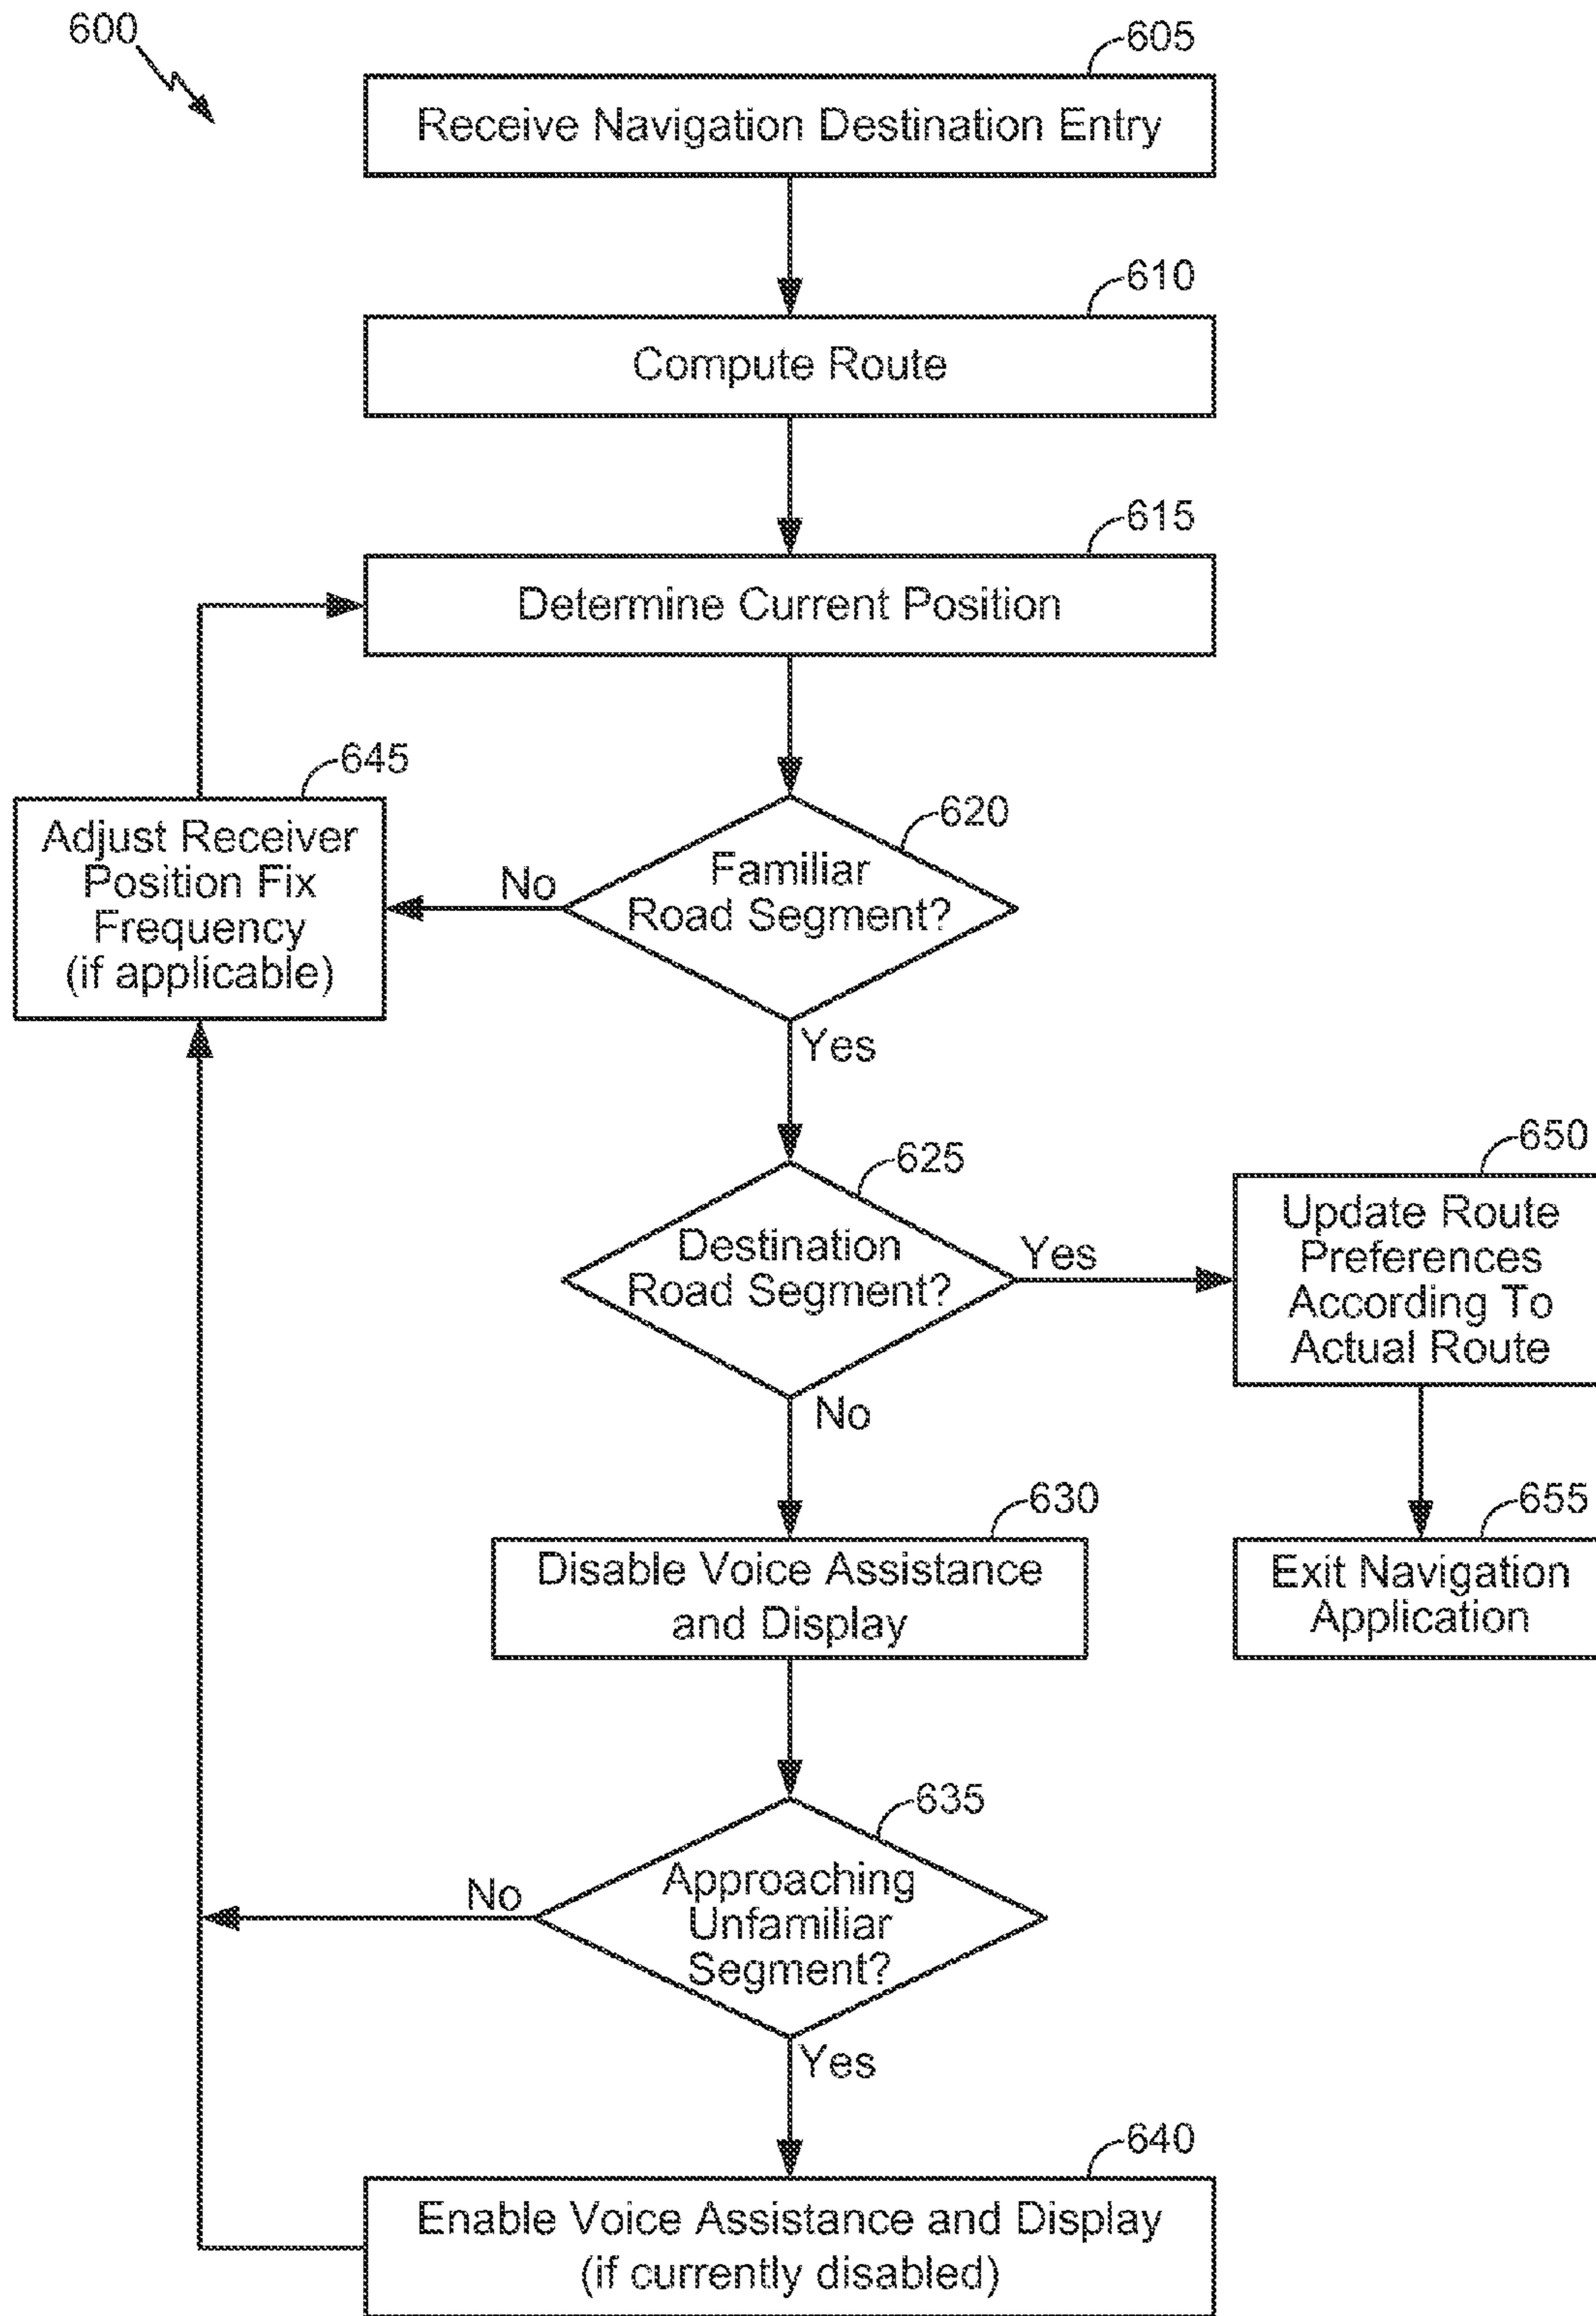 600
605
Receive Navigation Destination Entry
610
Compute Route
615
Determine Current Position
645
Adjust Receiver
Position Fix
Frequency
(if applicable)
No
620
Familiar
Road Segment?
Yes
625
Destination
Road Segment?
Yes
No
650
Update Route
Preferences
According To
Actual Route
630
Disable Voice Assistance
and Display
655
Exit Navigation
Application
635
Approaching
Unfamiliar
Segment?
No
Yes
640
Enable Voice Assistance and Display
(if currently disabled)